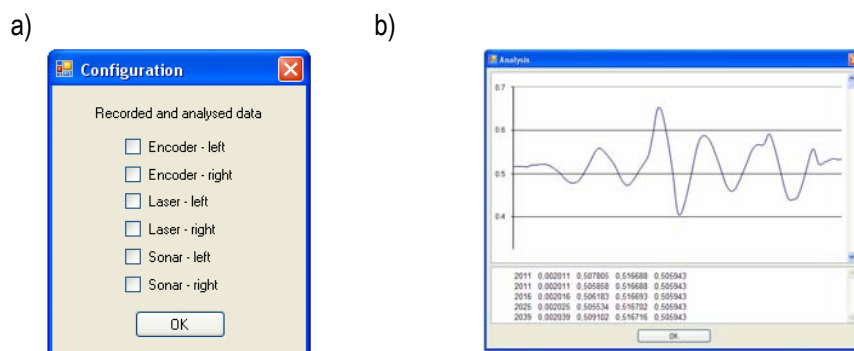 a)
b)
Configuration
Recorded and analysed data
Encoder - left
Encoder - right
Laser - left
Laser - right
Sonar - left
Sonar - right
OK
Analysis
0.7
0.6
0.5
0.4
2011 0,002011 0,507805 0,516688 0,505943
2011 0,002011 0,505858 0,516688 0,505943
2016 0,002016 0,506183 0,516693 0,505943
2025 0,002025 0,505534 0,516702 0,505943
2039 0,002039 0,509102 0,516716 0,505943
OK